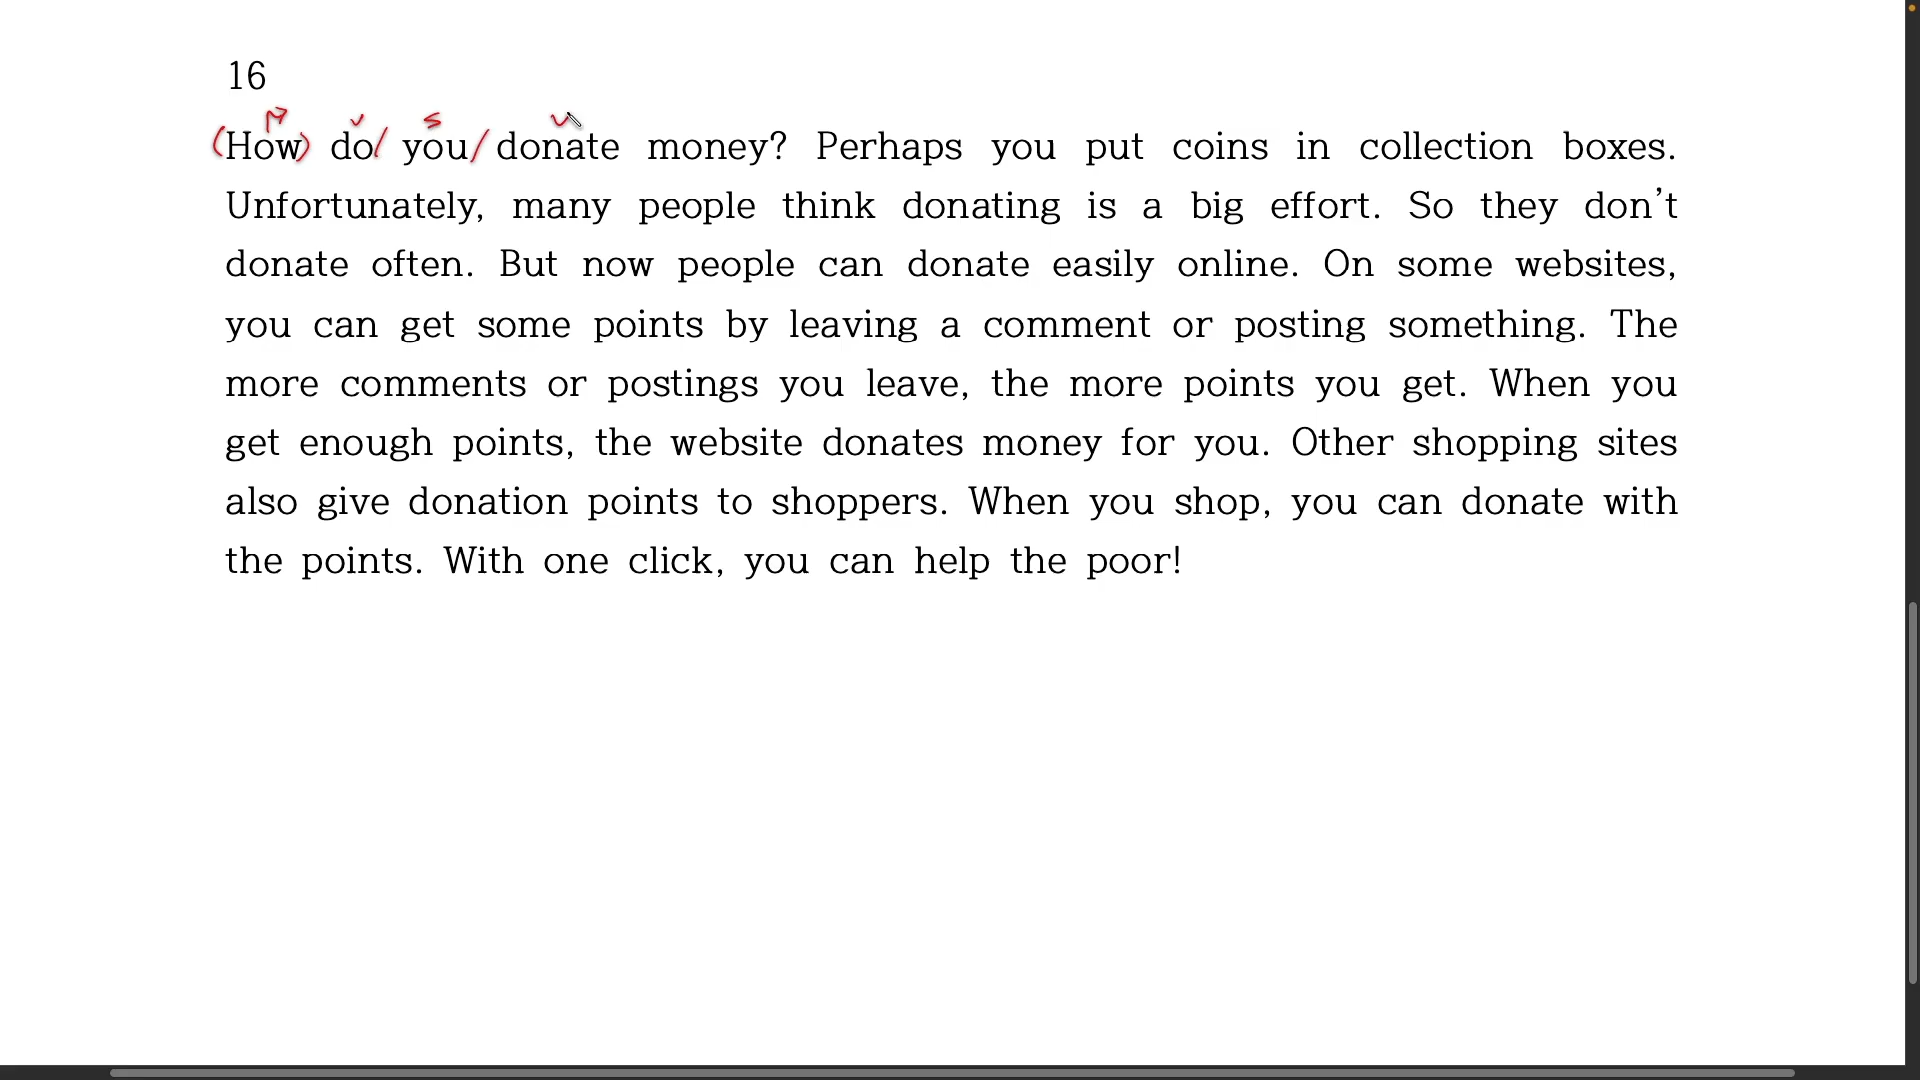 16
M v s v
(How) do/ you/ donate money? Perhaps you put coins in collection boxes.
Unfortunately, many people think donating is a big effort. So they don't
donate often. But now people can donate easily online. On some websites,
you can get some points by leaving a comment or posting something. The
more comments or postings you leave, the more points you get. When you
get enough points, the website donates money for you. Other shopping sites
also give donation points to shoppers. When you shop, you can donate with
the points. With one click, you can help the poor!